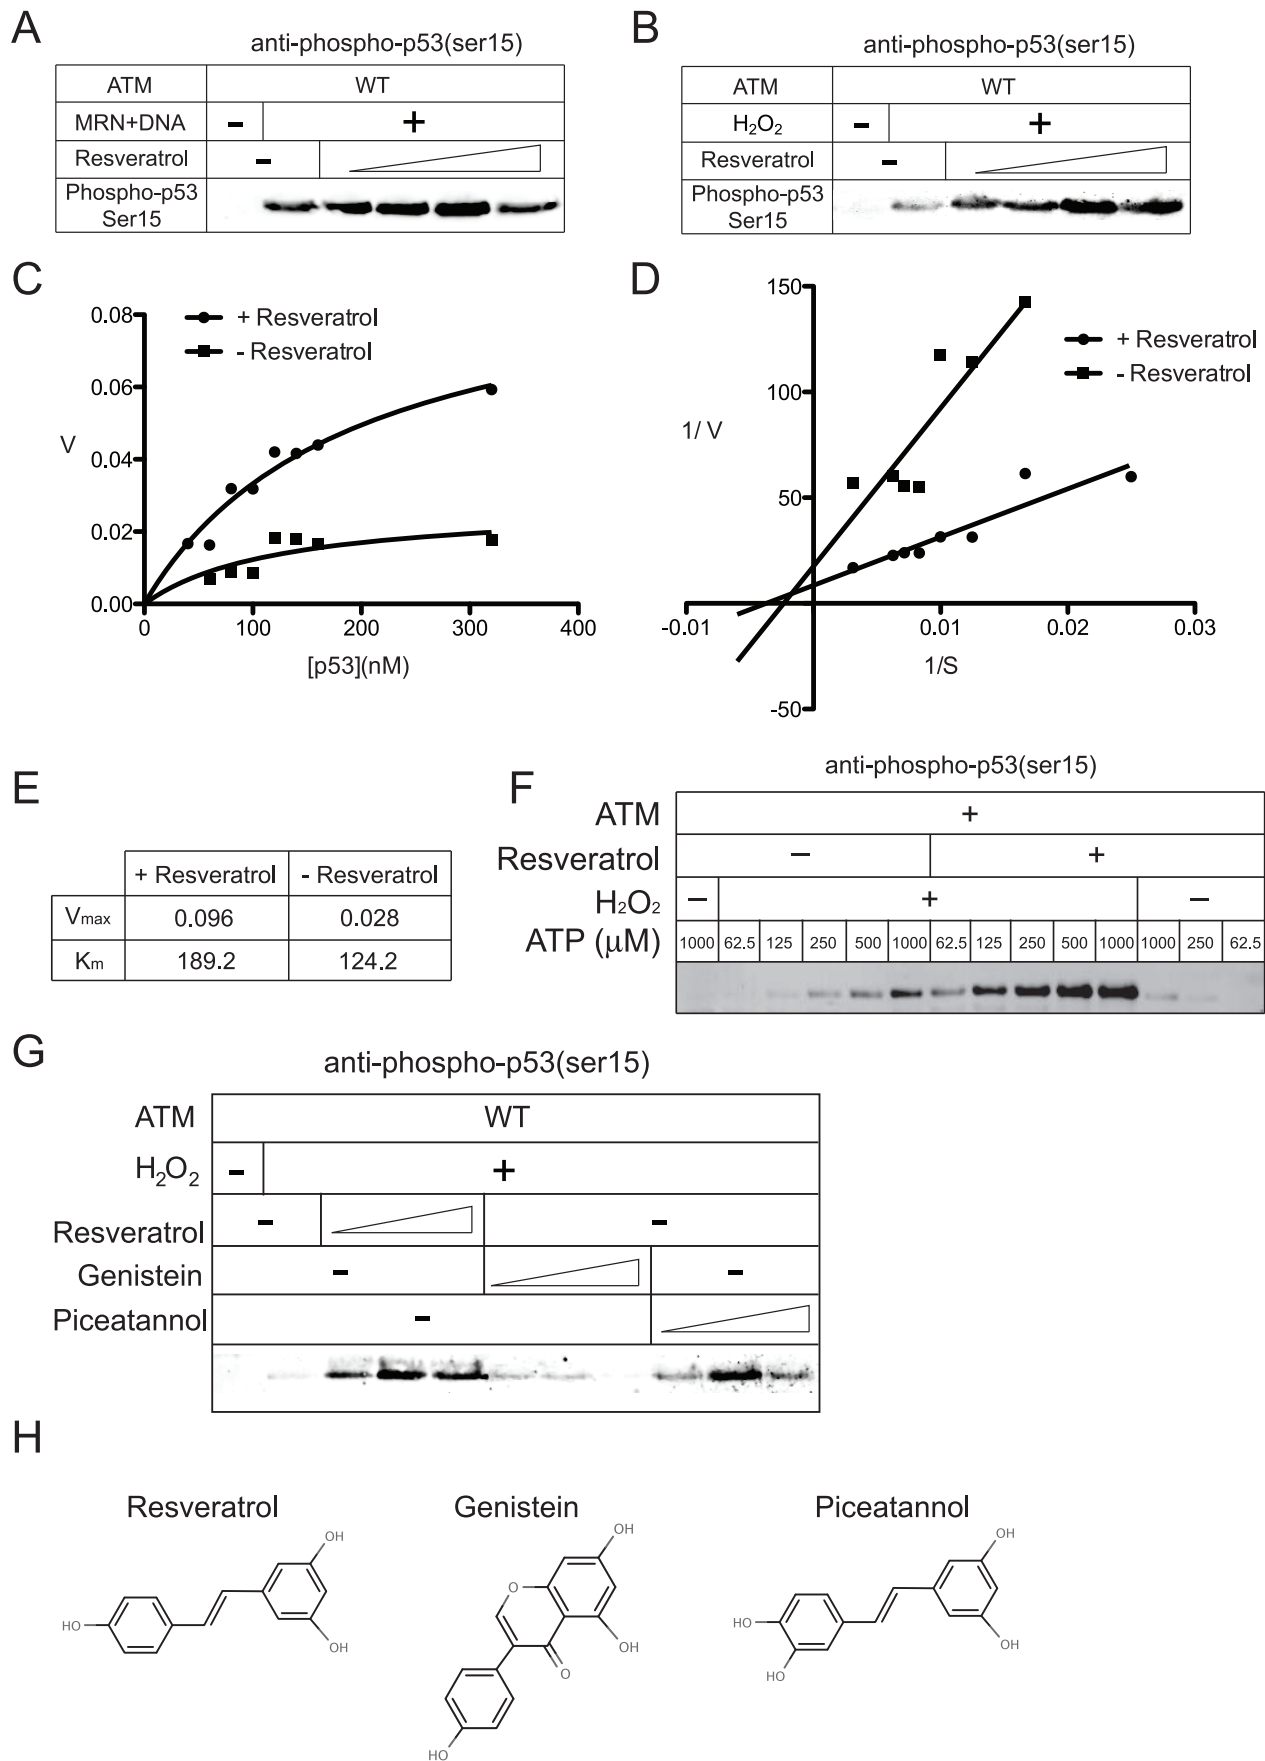 A
anti-phospho-p53(ser15)
ATM
WT
MRN+DNA
-
+
Resveratrol
-
Phospho-p53
Ser15
B
anti-phospho-p53(ser15)
ATM
WT
H2O2
-
+
Resveratrol
-
Phospho-p53
Ser15
C
0.08
0.06
0.04
0.02
0.00
V
+ Resveratrol
- Resveratrol
0 100 200 300 400
[p53](nM)
D
150
100
50
-50
1/ V
+ Resveratrol
- Resveratrol
-0.01 0.01 0.02 0.03
1/S
E
+ Resveratrol - Resveratrol
Vmax 0.096 0.028
Km 189.2 124.2
F
anti-phospho-p53(ser15)
ATM +
Resveratrol − +
H2O2 − + −
ATP (μM) 1000 62.5 125 250 500 1000 62.5 125 250 500 1000 1000 250 62.5
G
anti-phospho-p53(ser15)
ATM WT
H2O2 - +
Resveratrol - -
Genistein - -
Piceatannol -
H
Resveratrol
HO
OH
OH
Genistein
OH
O
OH
O
HO
Piceatannol
OH
HO
OH
HO